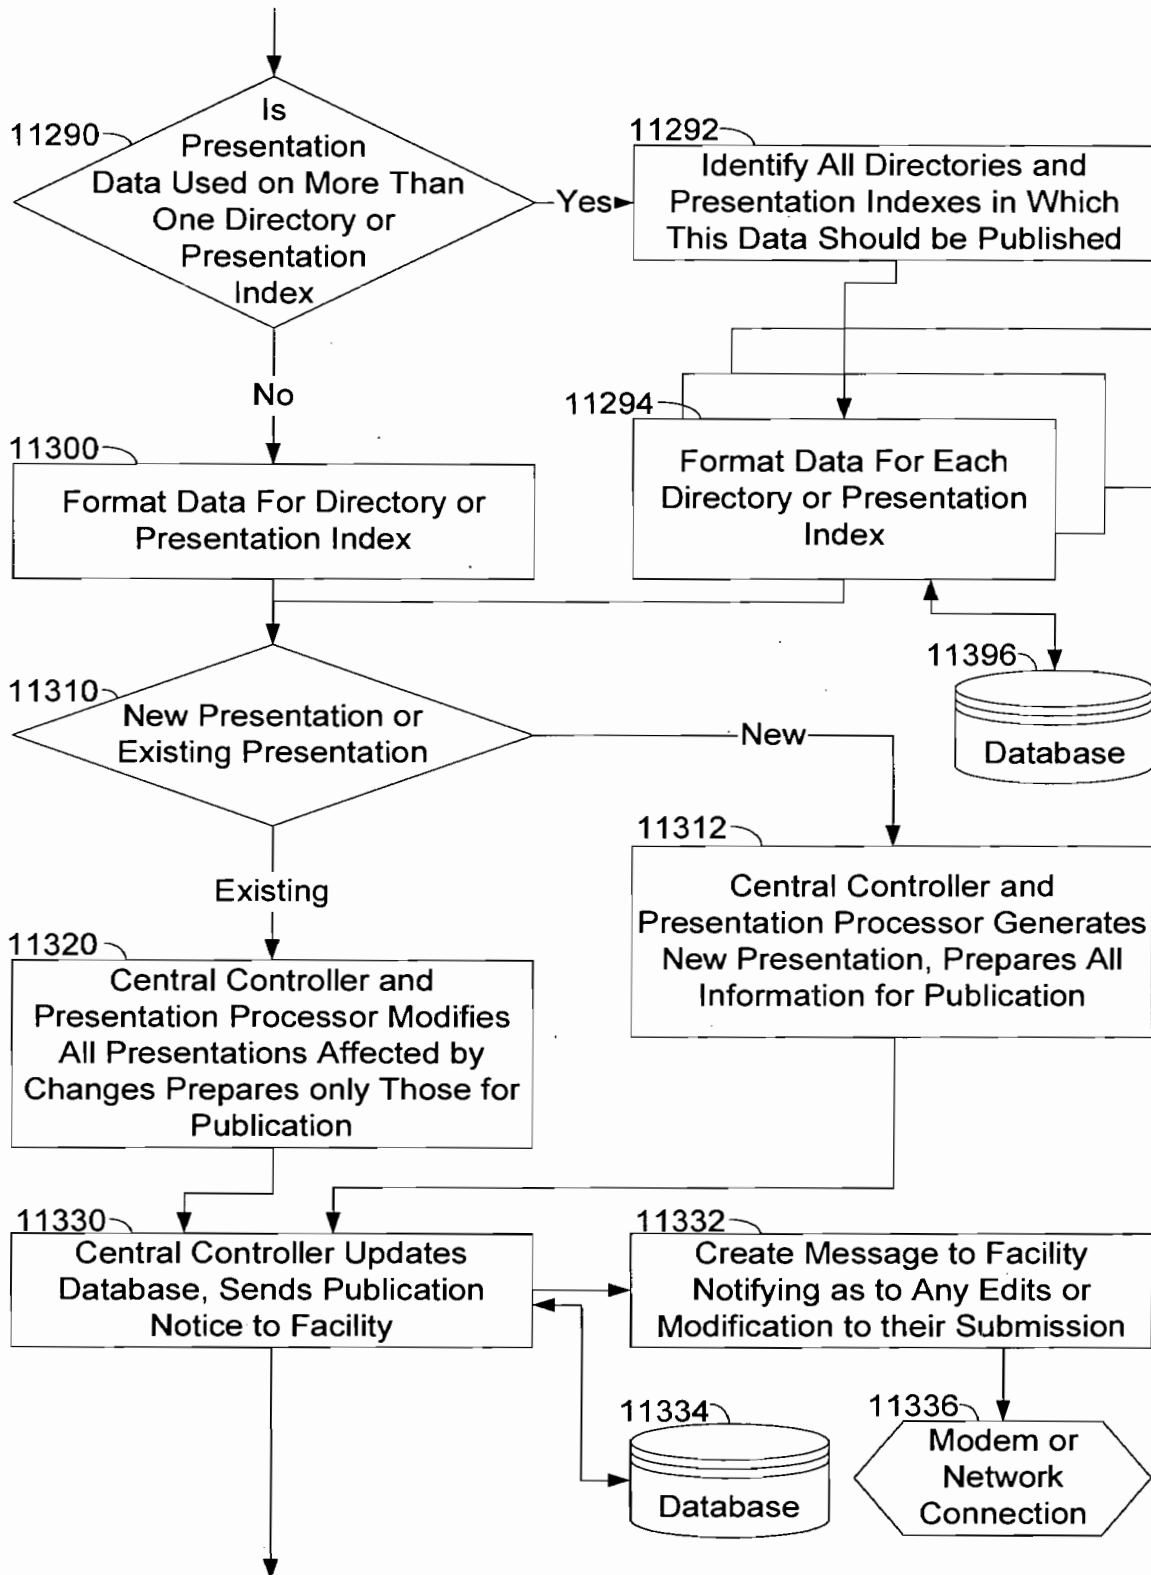 11290
Is
Presentation
Data Used on More Than
One Directory or
Presentation
Index
Yes
11292
Identify All Directories and
Presentation Indexes in Which
This Data Should be Published
No
11294
Format Data For Each
Directory or Presentation
Index
11300
Format Data For Directory or
Presentation Index
11396
Database
11310
New Presentation or
Existing Presentation
New
11312
Central Controller and
Presentation Processor Generates
New Presentation, Prepares All
Information for Publication
Existing
11320
Central Controller and
Presentation Processor Modifies
All Presentations Affected by
Changes Prepares only Those for
Publication
11330
Central Controller Updates
Database, Sends Publication
Notice to Facility
11332
Create Message to Facility
Notifying as to Any Edits or
Modification to their Submission
11334
Database
11336
Modem or
Network
Connection